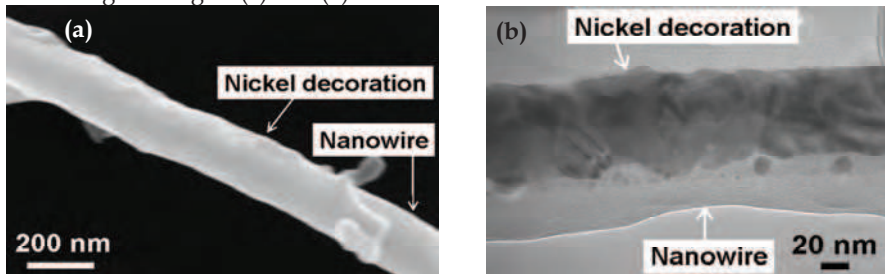 (a)
Nickel decoration
Nanowire
200 nm
(b)
Nickel decoration
Nanowire
20 nm